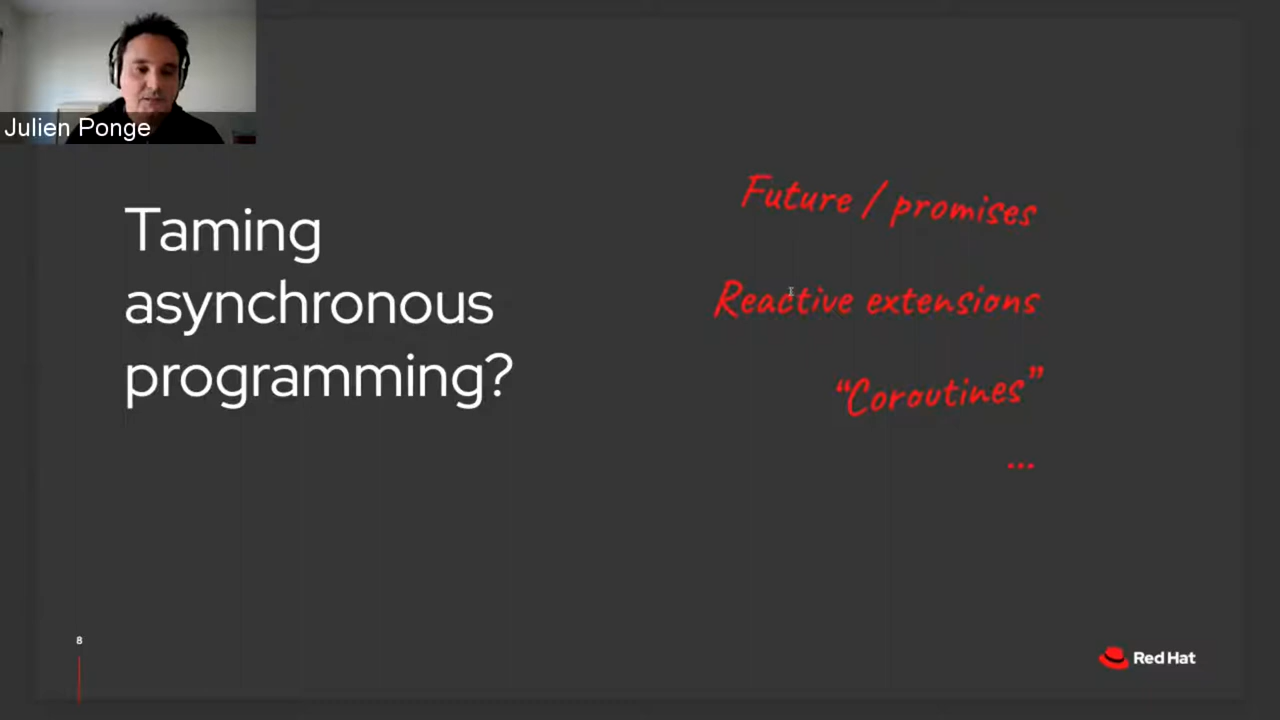 Julien Ponge
Taming
asynchronous
programming?
Future / promises
Reactive extensions
“Coroutines”
...
8
Red Hat